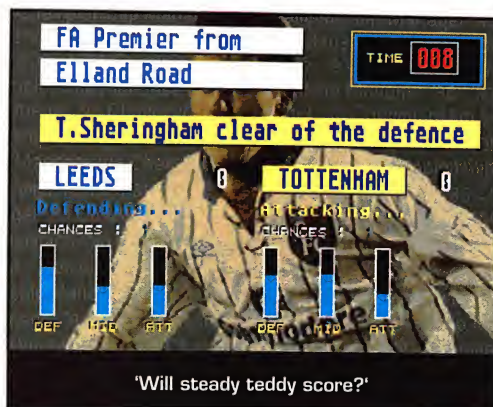 FA Premier from
Elland Road
TIME 008
T.Sheringham clear of the defence
LEEDS 0 TOTTENHAM 0
Defending... Attacking...
CHANCES : CHANCES :
DEF MID ATT DEF MID ATT
Commodore
'Will steady teddy score?'